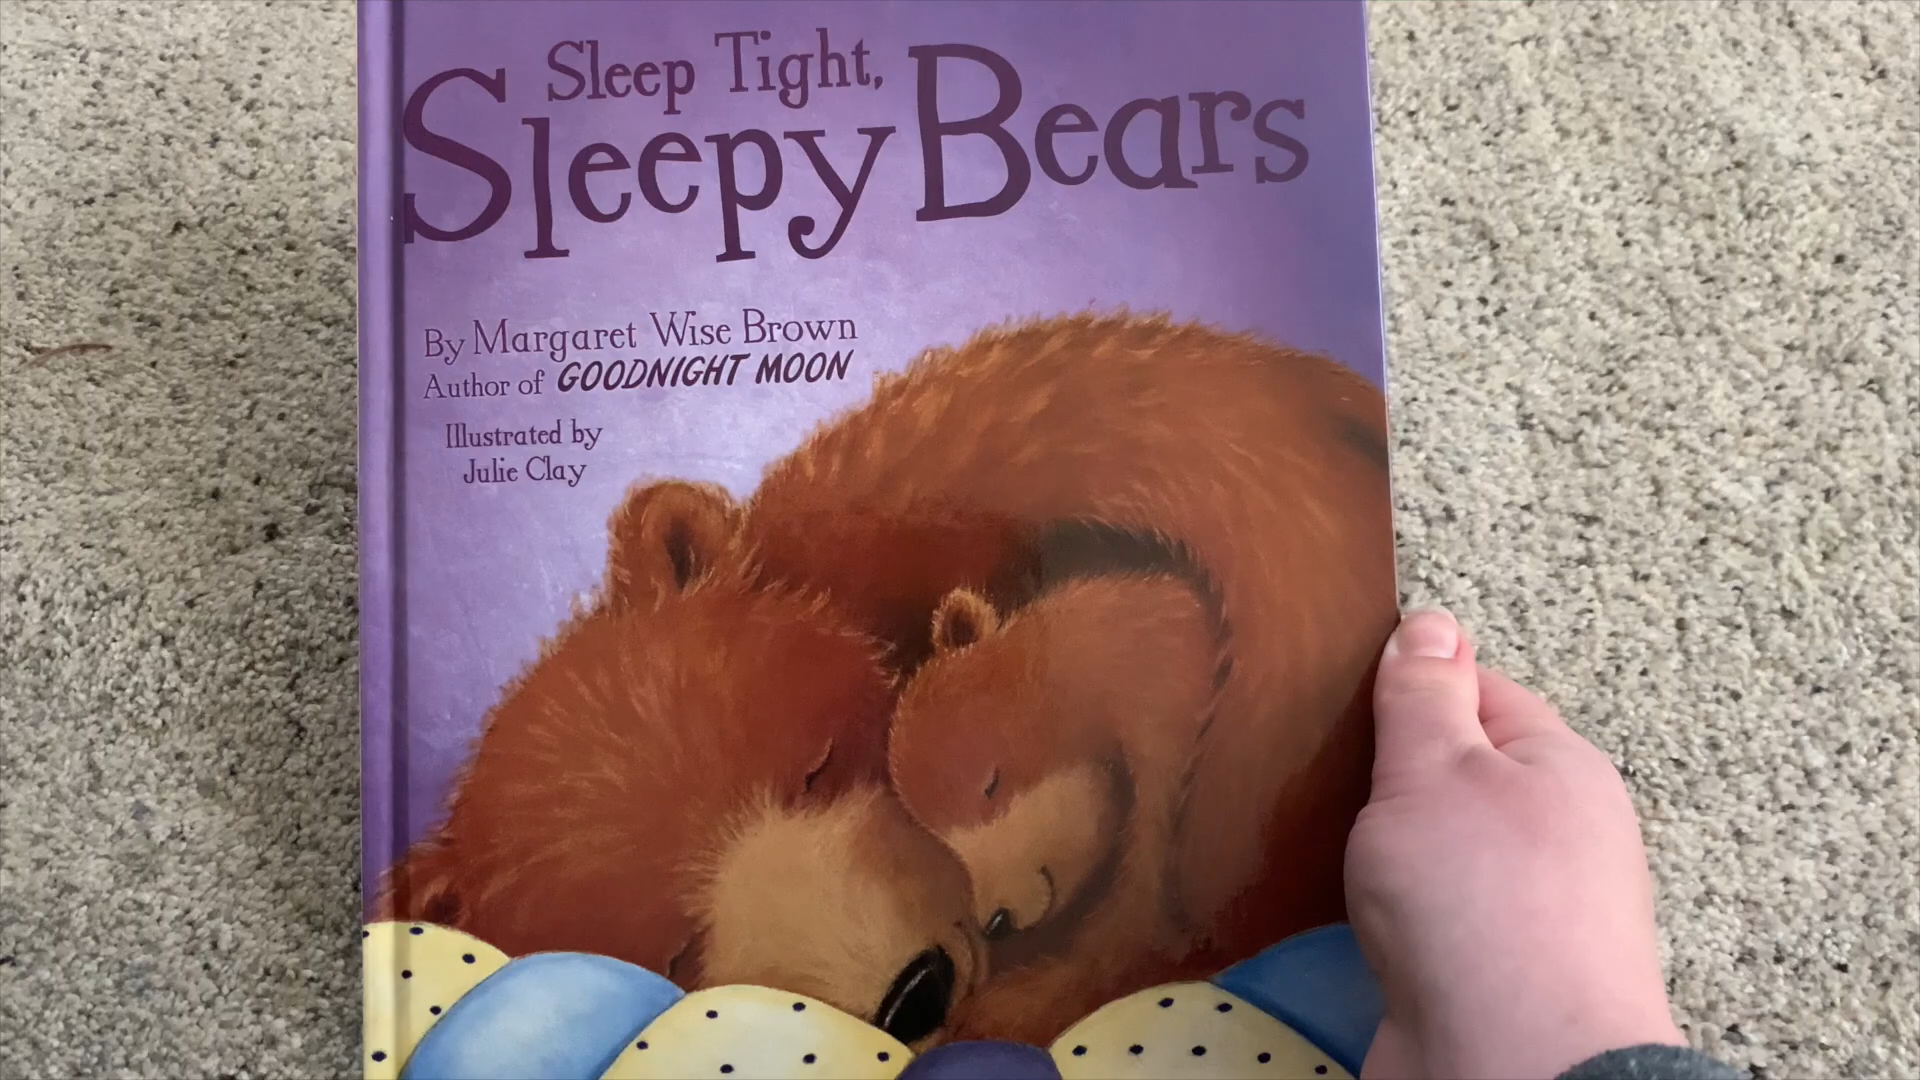 Sleep Tight,
Sleepy Bears
By Margaret Wise Brown
Author of GOODNIGHT MOON
Illustrated by
Julie Clay